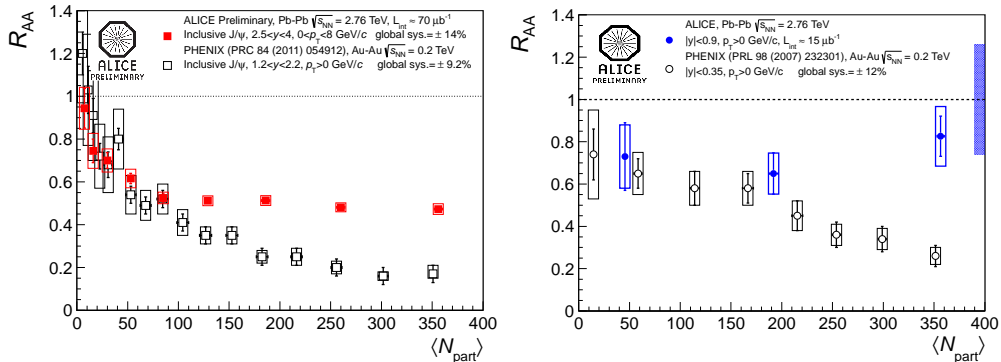 R_AA
1.4
1.2
1
0.8
0.6
0.4
0.2
0
ALICE Preliminary, Pb-Pb √s_NN = 2.76 TeV, L_int ≈ 70 μb⁻¹
Inclusive J/ψ, 2.5<y<4, 0<p_T<8 GeV/c global sys.= ± 14%
PHENIX (PRC 84 (2011) 054912), Au-Au √s_NN = 0.2 TeV
Inclusive J/ψ, 1.2<y<2.2, p_T>0 GeV/c global sys.= ± 9.2%
ALICE
PRELIMINARY
0 50 100 150 200 250 300 350 400
⟨N_part⟩
R_AA
1.4
1.2
1
0.8
0.6
0.4
0.2
0
ALICE, Pb-Pb √s_NN = 2.76 TeV
|y|<0.9, p_T>0 GeV/c, L_int ≈ 15 μb⁻¹
PHENIX (PRL 98 (2007) 232301), Au-Au √s_NN = 0.2 TeV
|y|<0.35, p_T>0 GeV/c global sys.= ± 12%
ALICE
PRELIMINARY
0 50 100 150 200 250 300 350 400
⟨N_part⟩